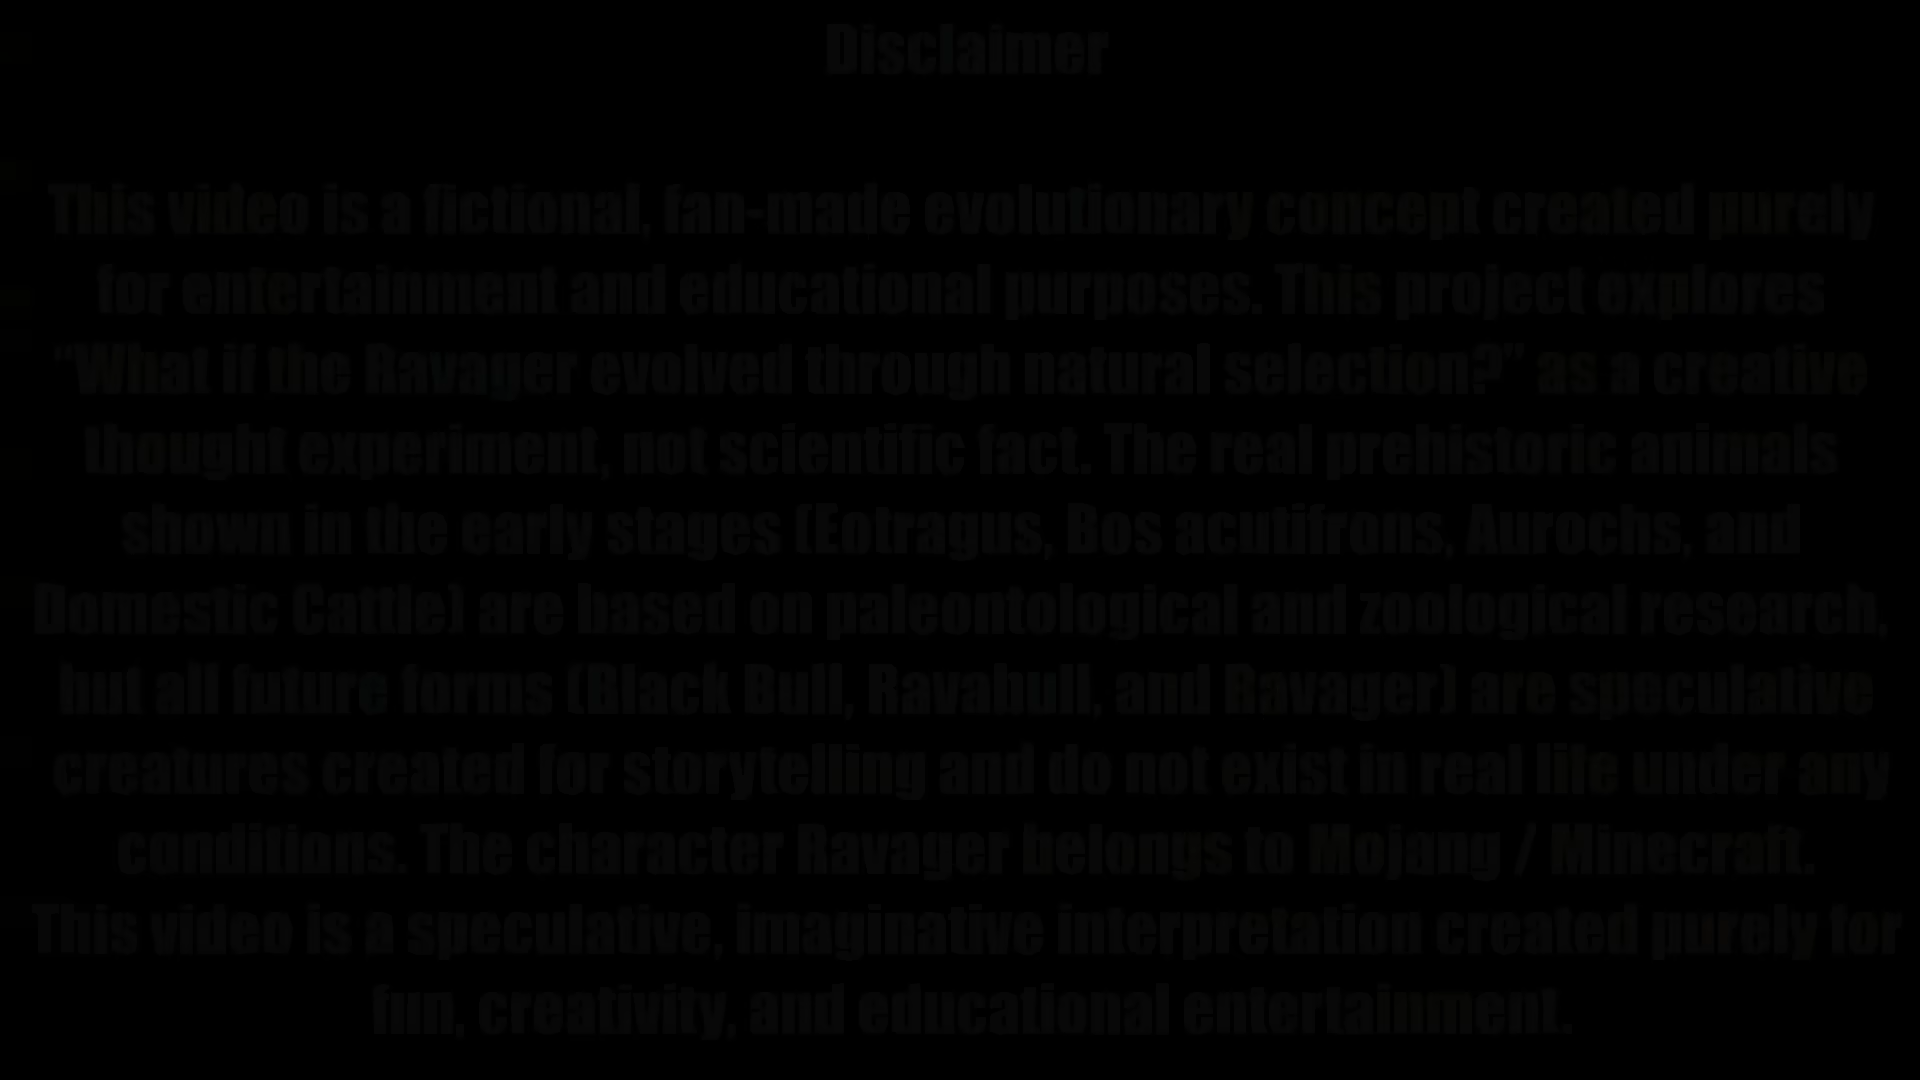 Disclaimer
This video is a fictional, fan-made evolutionary concept created purely
for entertainment and educational purposes. This project explores
“What if the Ravager evolved through natural selection?” as a creative
thought experiment, not scientific fact. The real prehistoric animals
shown in the early stages (Eotragus, Bos acutifrons, Aurochs, and
Domestic Cattle) are based on paleontological and zoological research,
but all future forms (Black Bull, Ravabull, and Ravager) are speculative
creatures created for storytelling and do not exist in real life under any
conditions. The character Ravager belongs to Mojang / Minecraft.
This video is a speculative, imaginative interpretation created purely for
fun, creativity, and educational entertainment.